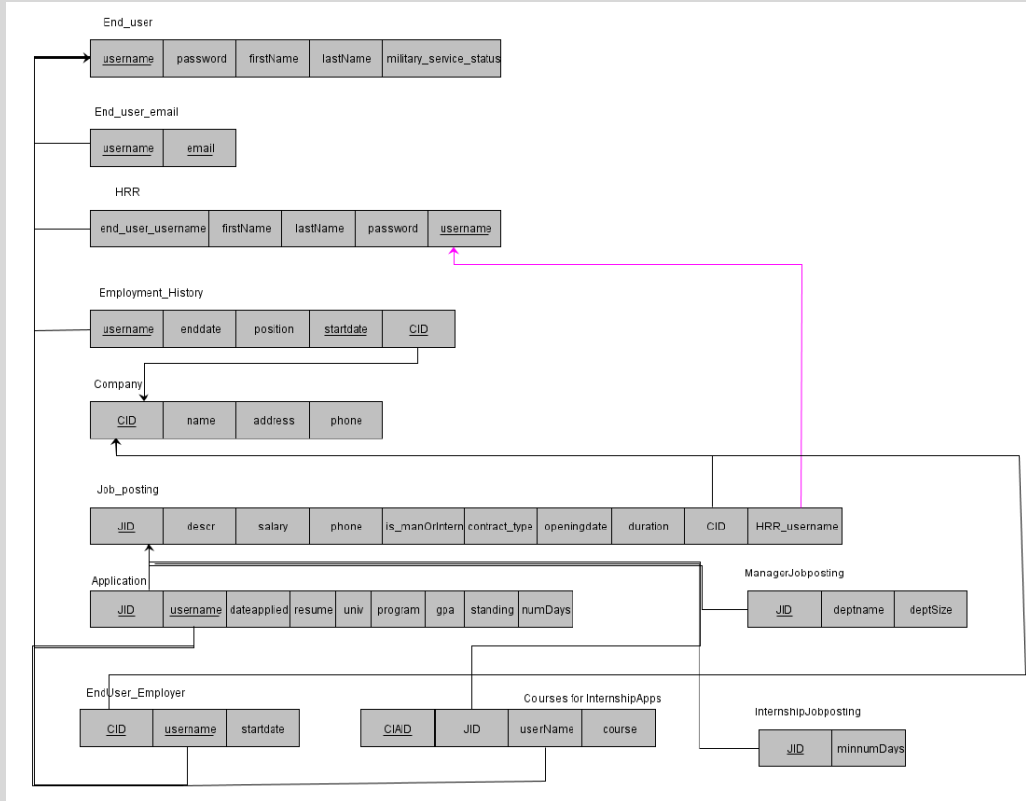 End_user
username password firstName lastName military_service_status
End_user_email
username email
HRR
end_user_username firstName lastName password username
Employment_History
username enddate position startdate CID
Company
CID name address phone
Job_posting
JID descr salary phone is_manOrIntern contract_type openingdate duration CID HRR_username
Application
JID username dateapplied resume univ program gpa standing numDays
ManagerJobposting
JID deptname deptSize
EndUser_Employer
CID username startdate
Courses for InternshipApps
CIAID JID userName course
InternshipJobposting
JID minnumDays